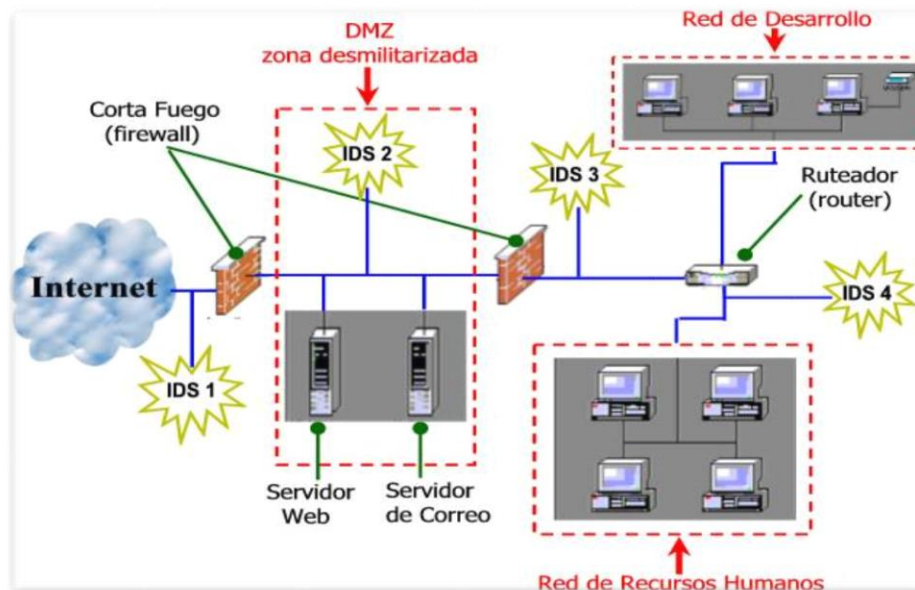 DMZ
zona desmilitarizada
Red de Desarrollo
Corta Fuego
(firewall)
IDS 2
IDS 3
Ruteador
(router)
Internet
IDS 4
IDS 1
Servidor
Web
Servidor
de Correo
Red de Recursos Humanos